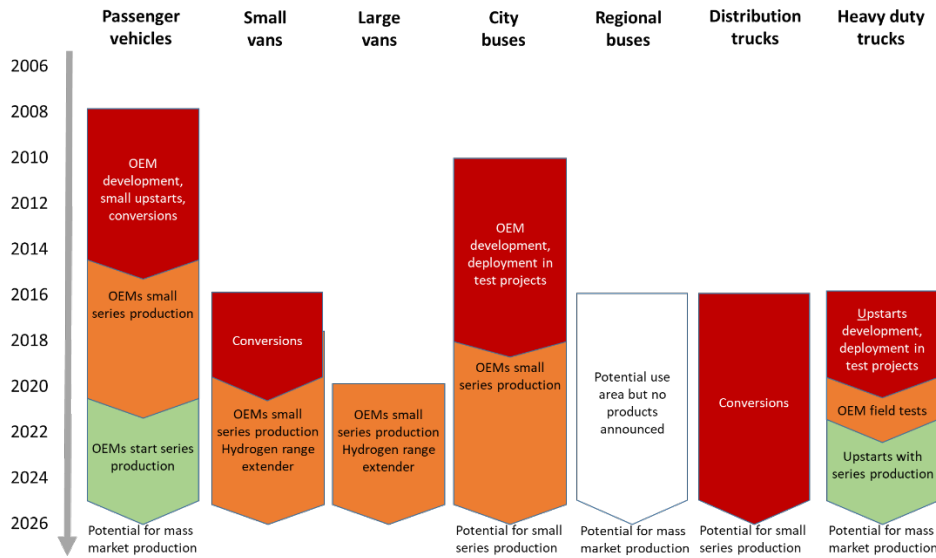 Passenger
vehicles
Small
vans
Large
vans
City
buses
Regional
buses
Distribution
trucks
Heavy duty
trucks
2006
2008
2010
2012
2014
2016
2018
2020
2022
2024
2026
OEM
development,
small upstarts,
conversions
OEMs small
series production
OEMs start series
production
Potential for mass
market production
Conversions
OEMs small
series production
Hydrogen range
extender
OEMs small
series production
Hydrogen range
extender
OEM
development,
deployment in
test projects
OEMs small
series production
Potential for small
series production
Potential use
area but no
products
announced
Potential for mass
market production
Conversions
Potential for small
series production
Upstarts
development,
deployment in
test projects
OEM field tests
Upstarts with
series production
Potential for mass
market production